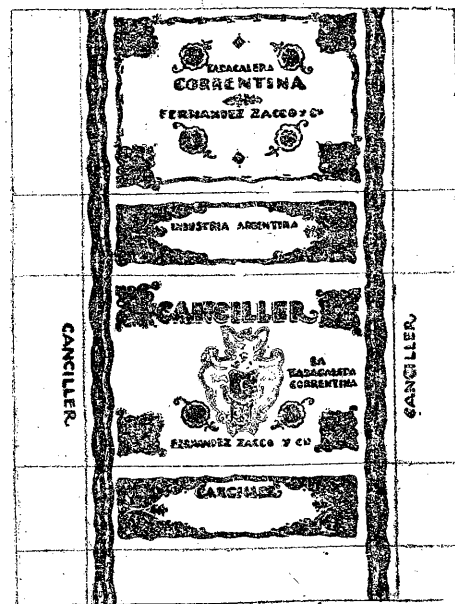 TABACALERA
CORRENTINA
FERNANDEZ ZACCO Y Cia
INDUSTRIA ARGENTINA
CANCILLER
LA
TABACALERA
CORRENTINA
FERNANDEZ ZACCO Y Cia
CANCILLER
CANCILLER
CANCILLER